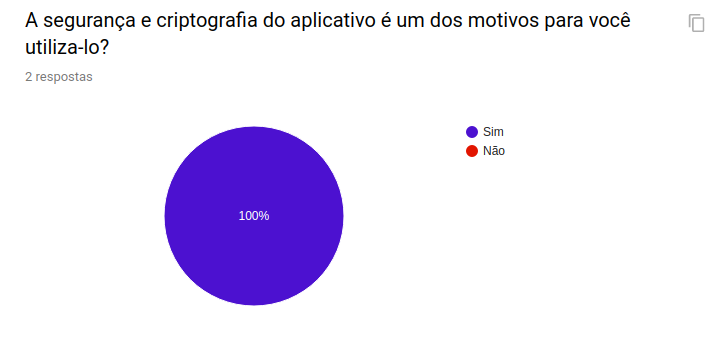 A segurança e criptografia do aplicativo é um dos motivos para você
utiliza-lo?
2 respostas
Sim
Não
100%